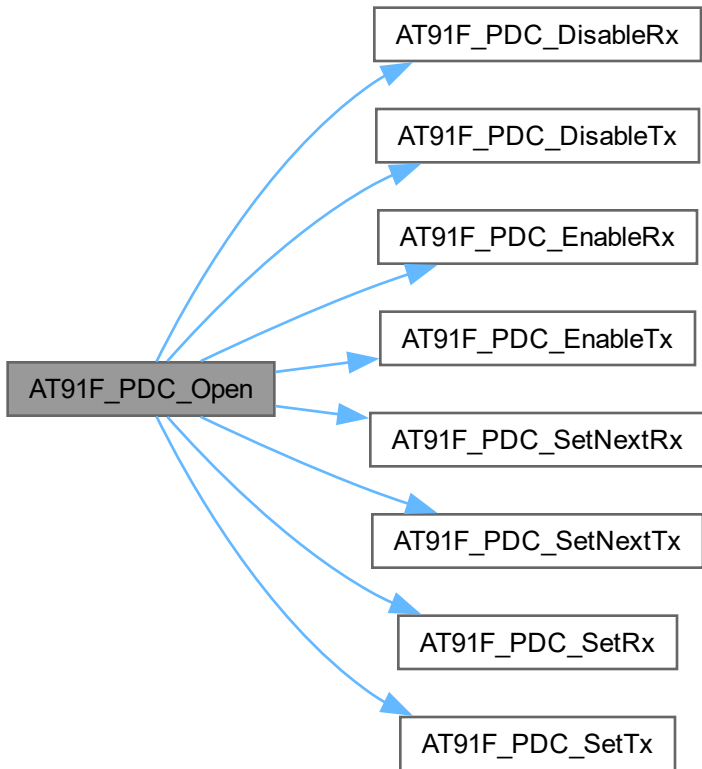 AT91F_PDC_DisableRx
AT91F_PDC_DisableTx
AT91F_PDC_EnableRx
AT91F_PDC_EnableTx
AT91F_PDC_Open
AT91F_PDC_SetNextRx
AT91F_PDC_SetNextTx
AT91F_PDC_SetRx
AT91F_PDC_SetTx